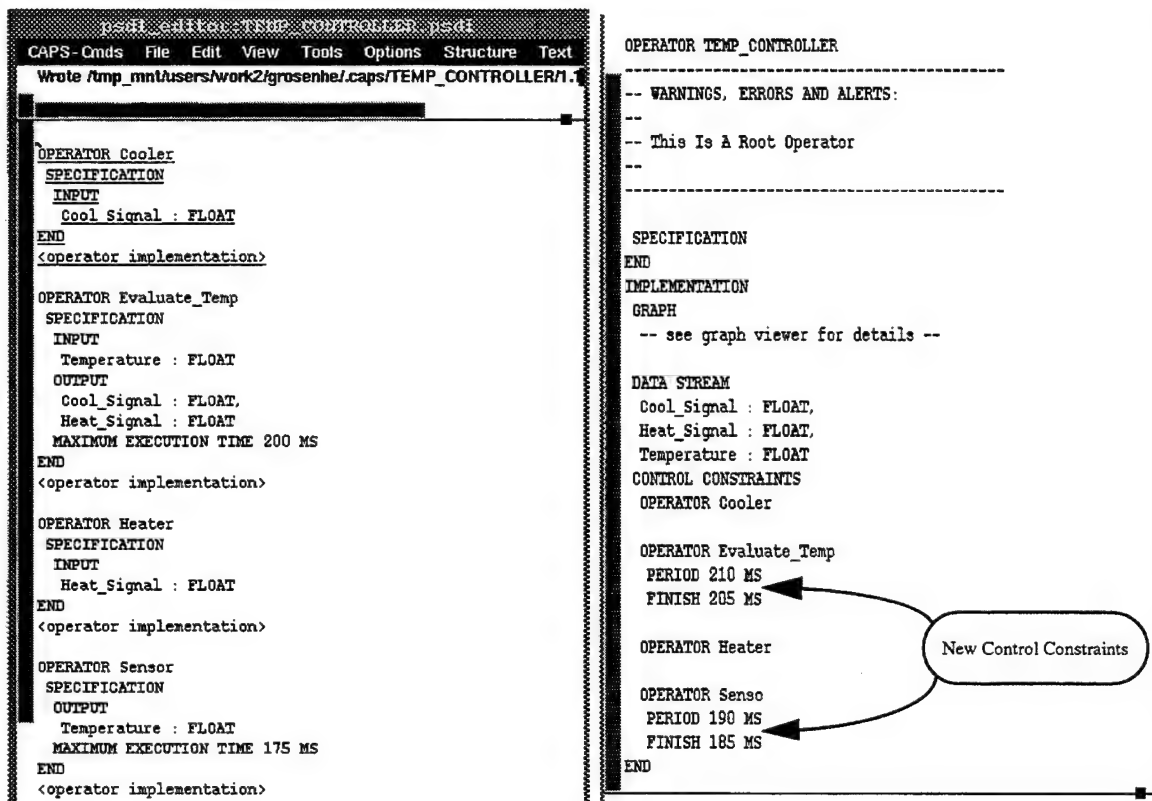 psdl_editor:TEMP_CONTROLLER.psdl
CAPS-Cmds File Edit View Tools Options Structure Text
Wrote /tmp_mnt/users/work2/grosenhe/.caps/TEMP_CONTROLLER/1.1
OPERATOR Cooler
SPECIFICATION
INPUT
Cool_Signal : FLOAT
END
<operator implementation>
OPERATOR Evaluate_Temp
SPECIFICATION
INPUT
Temperature : FLOAT
OUTPUT
Cool_Signal : FLOAT,
Heat_Signal : FLOAT
MAXIMUM EXECUTION TIME 200 MS
END
<operator implementation>
OPERATOR Heater
SPECIFICATION
INPUT
Heat_Signal : FLOAT
END
<operator implementation>
OPERATOR Sensor
SPECIFICATION
OUTPUT
Temperature : FLOAT
MAXIMUM EXECUTION TIME 175 MS
END
<operator implementation>
OPERATOR TEMP_CONTROLLER
--------------------------------------------------
-- WARNINGS, ERRORS AND ALERTS:
--
-- This Is A Root Operator
--
--------------------------------------------------
SPECIFICATION
END
IMPLEMENTATION
GRAPH
-- see graph viewer for details --
DATA STREAM
Cool_Signal : FLOAT,
Heat_Signal : FLOAT,
Temperature : FLOAT
CONTROL CONSTRAINTS
OPERATOR Cooler
OPERATOR Evaluate_Temp
PERIOD 210 MS
FINISH 205 MS
OPERATOR Heater
OPERATOR Senso
PERIOD 190 MS
FINISH 185 MS
END
New Control Constraints